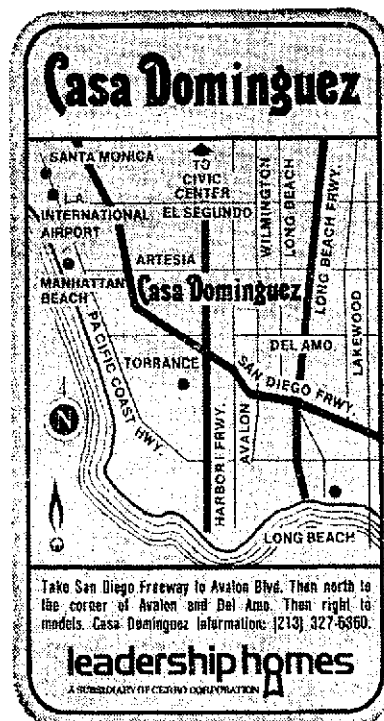 Casa Dominguez
SANTA MONICA
TO
CIVIC
CENTER
L.A.
INTERNATIONAL
AIRPORT
EL SEGUNDO
WILMINGTON
LONG BEACH
LONG BEACH FRWY.
LAKEWOOD
ARTESIA
MANHATTAN
BEACH
Casa Dominguez
PACIFIC COAST HWY.
TORRANCE
DEL AMO
SAN DIEGO FRWY.
N
HARBOR FRWY.
AVALON
LONG BEACH
Take San Diego Freeway to Avalon Blvd. Then north to
the corner of Avalon and Del Amo. Then right to
models. Casa Dominguez Information: (213) 327-6360.
leadership homes
A SUBSIDIARY OF CERRO CORPORATION